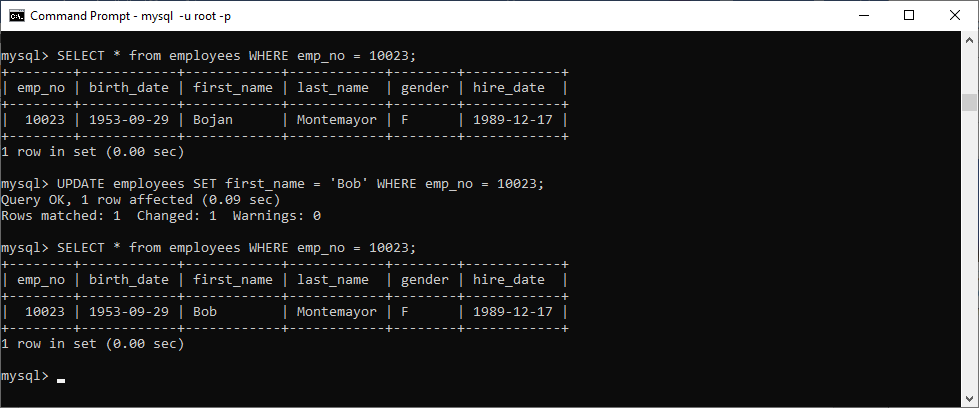 Command Prompt - mysql  -u root -p
mysql> SELECT * from employees WHERE emp_no = 10023;
+--------+------------+------------+------------+--------+------------+
| emp_no | birth_date | first_name | last_name  | gender | hire_date  |
+--------+------------+------------+------------+--------+------------+
|  10023 | 1953-09-29 | Bojan      | Montemayor | F      | 1989-12-17 |
+--------+------------+------------+------------+--------+------------+
1 row in set (0.00 sec)
mysql> UPDATE employees SET first_name = 'Bob' WHERE emp_no = 10023;
Query OK, 1 row affected (0.09 sec)
Rows matched: 1  Changed: 1  Warnings: 0
mysql> SELECT * from employees WHERE emp_no = 10023;
+--------+------------+------------+------------+--------+------------+
| emp_no | birth_date | first_name | last_name  | gender | hire_date  |
+--------+------------+------------+------------+--------+------------+
|  10023 | 1953-09-29 | Bob        | Montemayor | F      | 1989-12-17 |
+--------+------------+------------+------------+--------+------------+
1 row in set (0.00 sec)
mysql>